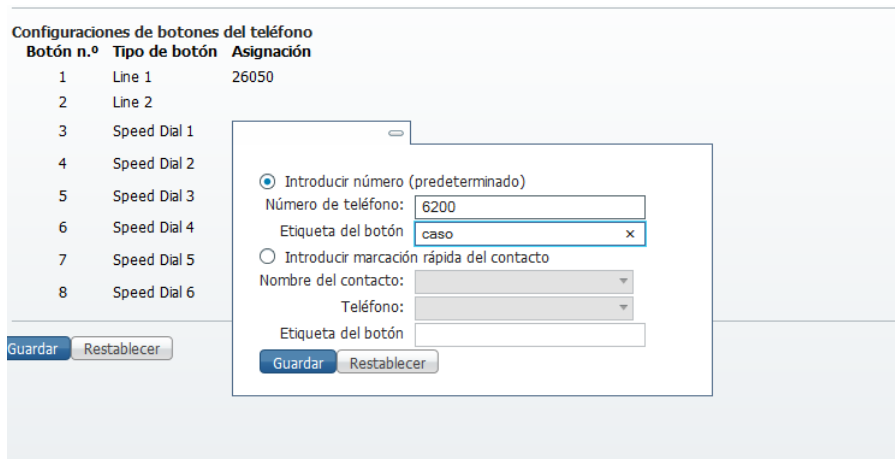 Configuraciones de botones del teléfono
Botón n.º Tipo de botón Asignación
1 Line 1 26050
2 Line 2
3 Speed Dial 1
4 Speed Dial 2
5 Speed Dial 3
6 Speed Dial 4
7 Speed Dial 5
8 Speed Dial 6
Introducir número (predeterminado)
Número de teléfono: 6200
Etiqueta del botón caso
Introducir marcación rápida del contacto
Nombre del contacto:
Teléfono:
Etiqueta del botón
Guardar Restablecer
Guardar Restablecer